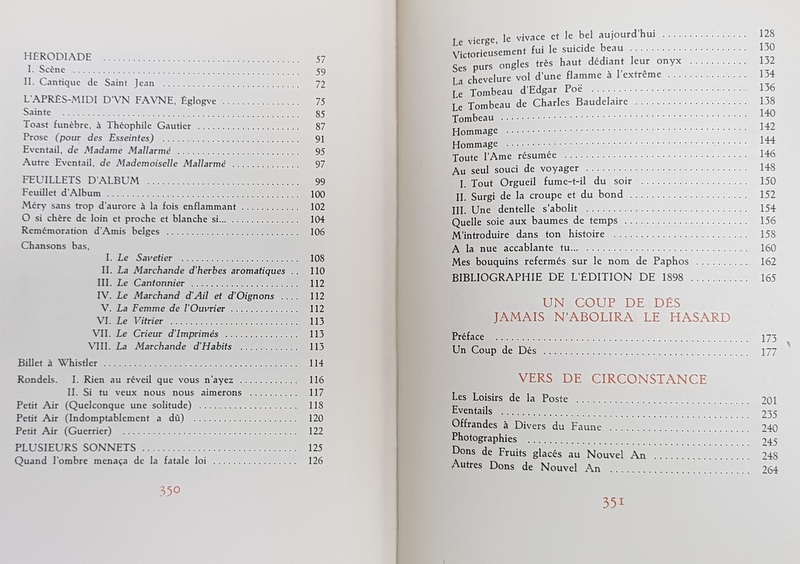 HÉRODIADE ........................................ 57
I. Scène ........................................ 59
II. Cantique de Saint Jean ........................................ 72
L'APRÈS-MIDI D'VN FAVNE, Églogve ................ 75
Sainte ........................................ 85
Toast funèbre, à Théophile Gautier ..................... 87
Prose (pour des Esseintes) ............................ 91
Eventail, de Madame Mallarmé ......................... 95
Autre Eventail, de Mademoiselle Mallarmé .............. 97
FEUILLETS D'ALBUM ................................ 99
Feuillet d'Album ........................................ 100
Méry sans trop d'aurore à la fois enflammant ............ 102
O si chère de loin et proche et blanche si... ............. 104
Remémoration d'Amis belges ........................... 106
Chansons bas,
I. Le Savetier ......................... 108
II. La Marchande d'herbes aromatiques .. 110
III. Le Cantonnier ........................ 112
IV. Le Marchand d'Ail et d'Oignons .... 112
V. La Femme de l'Ouvrier ............. 112
VI. Le Vitrier .......................... 113
VII. Le Crieur d'Imprimés .............. 113
VIII. La Marchande d'Habits ............. 113
Billet à Whistler ........................................ 114
Rondels. I. Rien au réveil que vous n'ayez ............ 116
II. Si tu veux nous nous aimerons .......... 117
Petit Air (Quelconque une solitude) .................... 118
Petit Air (Indomptablement a dû) ...................... 120
Petit Air (Guerrier) ................................... 122
PLUSIEURS SONNETS ................................ 125
Quand l'ombre menaça de la fatale loi ................. 126
350
Le vierge, le vivace et le bel aujourd'hui ................ 128
Victorieusement fui le suicide beau ...................... 130
Ses purs ongles très haut dédiant leur onyx ........... 132
La chevelure vol d'une flamme à l'extrême .............. 134
Le Tombeau d'Edgar Poë ............................ 136
Le Tombeau de Charles Baudelaire ..................... 138
Tombeau ........................................ 140
Hommage ........................................ 142
Hommage ........................................ 144
Toute l'Ame résumée .................................. 146
Au seul souci de voyager .............................. 148
I. Tout Orgueil fume-t-il du soir .................... 150
II. Surgi de la croupe et du bond .................... 152
III. Une dentelle s'abolit .............................. 154
Quelle soie aux baumes de temps ....................... 156
M'introduire dans ton histoire ........................... 158
A la nue accablante tu... ................................ 160
Mes bouquins refermés sur le nom de Paphos .......... 162
BIBLIOGRAPHIE DE L'ÉDITION DE 1898 ........... 165
UN COUP DE DÉS
JAMAIS N'ABOLIRA LE HASARD
Préface ........................................ 173
Un Coup de Dés ........................................ 177
VERS DE CIRCONSTANCE
Les Loisirs de la Poste ................................ 201
Eventails ........................................ 235
Offrandes à Divers du Faune .......................... 240
Photographies ........................................ 245
Dons de Fruits glacés au Nouvel An .................. 248
Autres Dons de Nouvel An ........................... 264
351